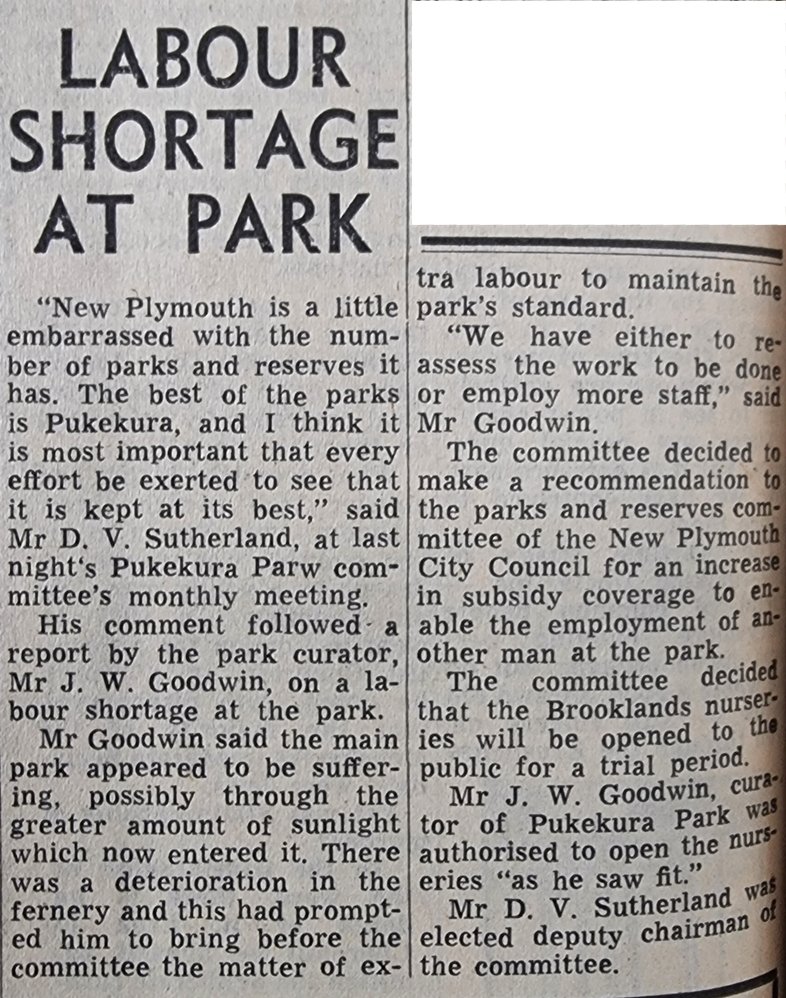 LABOUR
SHORTAGE
AT PARK
“New Plymouth is a little
embarrassed with the num-
ber of parks and reserves it
has. The best of the parks
is Pukekura, and I think it
is most important that every
effort be exerted to see that
it is kept at its best,” said
Mr D. V. Sutherland, at last
night‘s Pukekura Parw com-
mittee’s monthly meeting.
His comment followed a
report by the park curator,
Mr J. W. Goodwin, on a la-
bour shortage at the park.
Mr Goodwin said the main
park appeared to be suffer-
ing, possibly through the
greater amount of sunlight
which now entered it. There
was a deterioration in the
fernery and this had prompt-
ed him to bring before the
committee the matter of ex-
tra labour to maintain the
park’s standard.
“We have either to re-
assess the work to be done
or employ more staff,” said
Mr Goodwin.
The committee decided to
make a recommendation to
the parks and reserves com-
mittee of the New Plymouth
City Council for an increase
in subsidy coverage to en-
able the employment of an-
other man at the park.
The committee decided
that the Brooklands nurser-
ies will be opened to the
public for a trial period.
Mr J. W. Goodwin, cura-
tor of Pukekura Park was
authorised to open the nurs-
eries “as he saw fit.”
Mr D. V. Sutherland was
elected deputy chairman of
the committee.